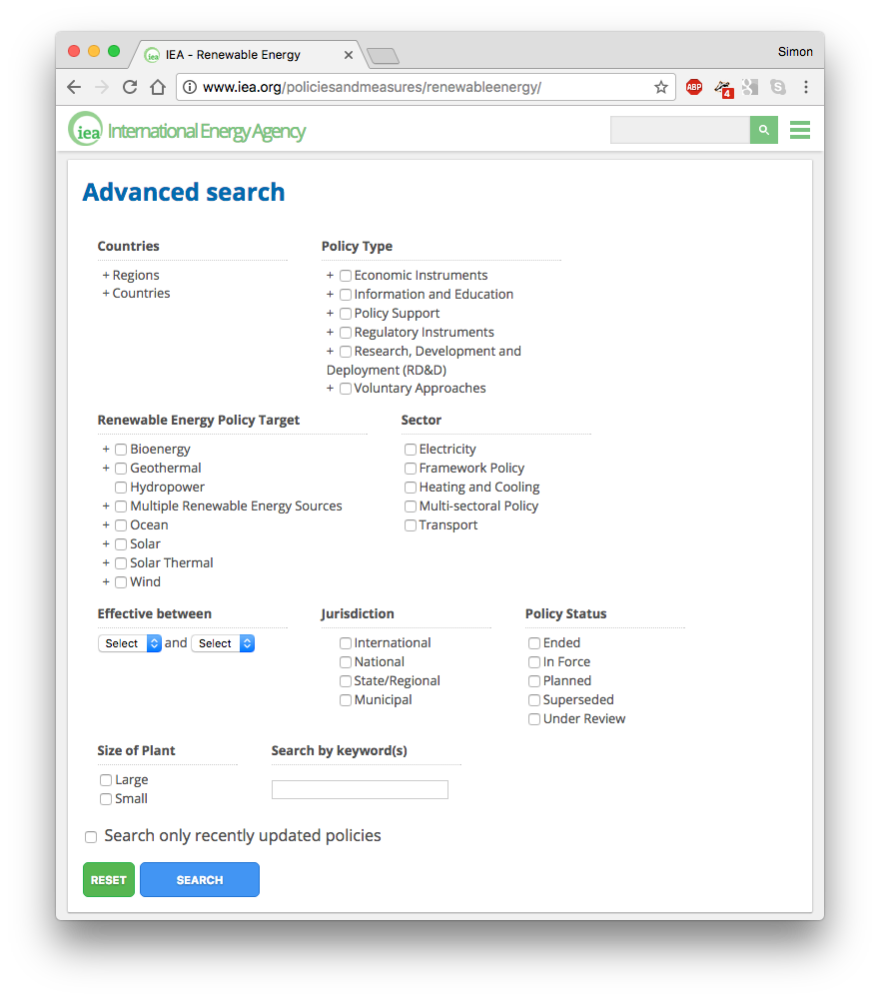 IEA - Renewable Energy
Simon
www.iea.org/policiesandmeasures/renewableenergy/
ABP
4
iea International Energy Agency
Advanced search
Countries
+ Regions
+ Countries
Policy Type
+ Economic Instruments
+ Information and Education
+ Policy Support
+ Regulatory Instruments
+ Research, Development and
Deployment (RD&D)
+ Voluntary Approaches
Renewable Energy Policy Target
+ Bioenergy
+ Geothermal
Hydropower
+ Multiple Renewable Energy Sources
+ Ocean
+ Solar
+ Solar Thermal
+ Wind
Sector
Electricity
Framework Policy
Heating and Cooling
Multi-sectoral Policy
Transport
Effective between
Select and Select
Jurisdiction
International
National
State/Regional
Municipal
Policy Status
Ended
In Force
Planned
Superseded
Under Review
Size of Plant
Large
Small
Search by keyword(s)
Search only recently updated policies
RESET SEARCH